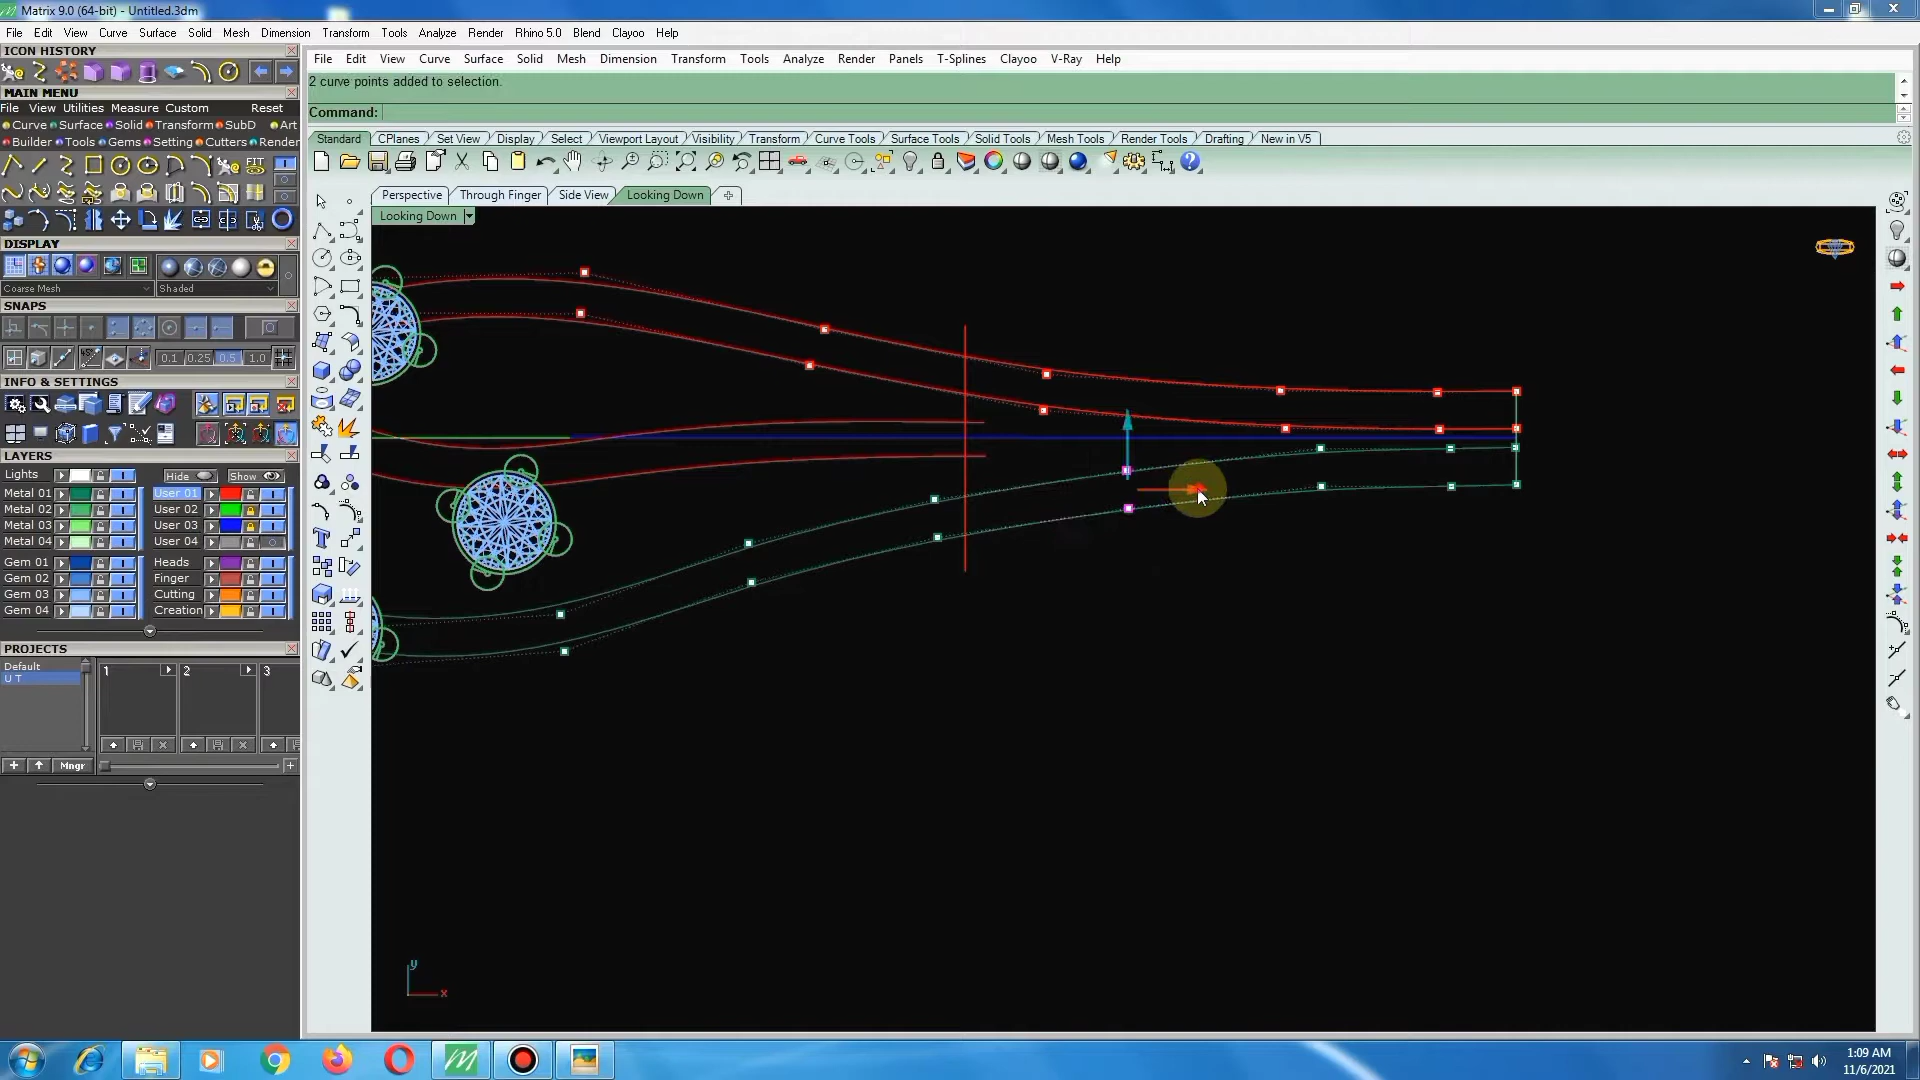 Matrix 9.0 (64-bit) - Untitled.3dm
File Edit View Curve Surface Solid Mesh Dimension Transform Tools Analyze Render Rhino 5.0 Blend Clayoo Help
ICON HISTORY
MAIN MENU
File View Utilities Measure Custom Reset
Curve Surface Solid Transform SubD Art
Builder Tools Gems Setting Cutters Render
FIT
DISPLAY
Coarse Mesh Shaded
SNAPS
0.1 0.25 0.5 1.0
INFO & SETTINGS
LAYERS
Lights Hide Show
Metal 01 User 01
Metal 02 User 02
Metal 03 User 03
Metal 04 User 04
Gem 01 Heads
Gem 02 Finger
Gem 03 Cutting
Gem 04 Creation
PROJECTS
Default
U T
1 2 3
Mngr
File Edit View Curve Surface Solid Mesh Dimension Transform Tools Analyze Render Panels T-Splines Clayoo V-Ray Help
2 curve points added to selection.
Command:
Standard CPlanes Set View Display Select Viewport Layout Visibility Transform Curve Tools Surface Tools Solid Tools Mesh Tools Render Tools Drafting New in V5
Perspective Through Finger Side View Looking Down
Looking Down
y
x
1:09 AM
11/6/2021